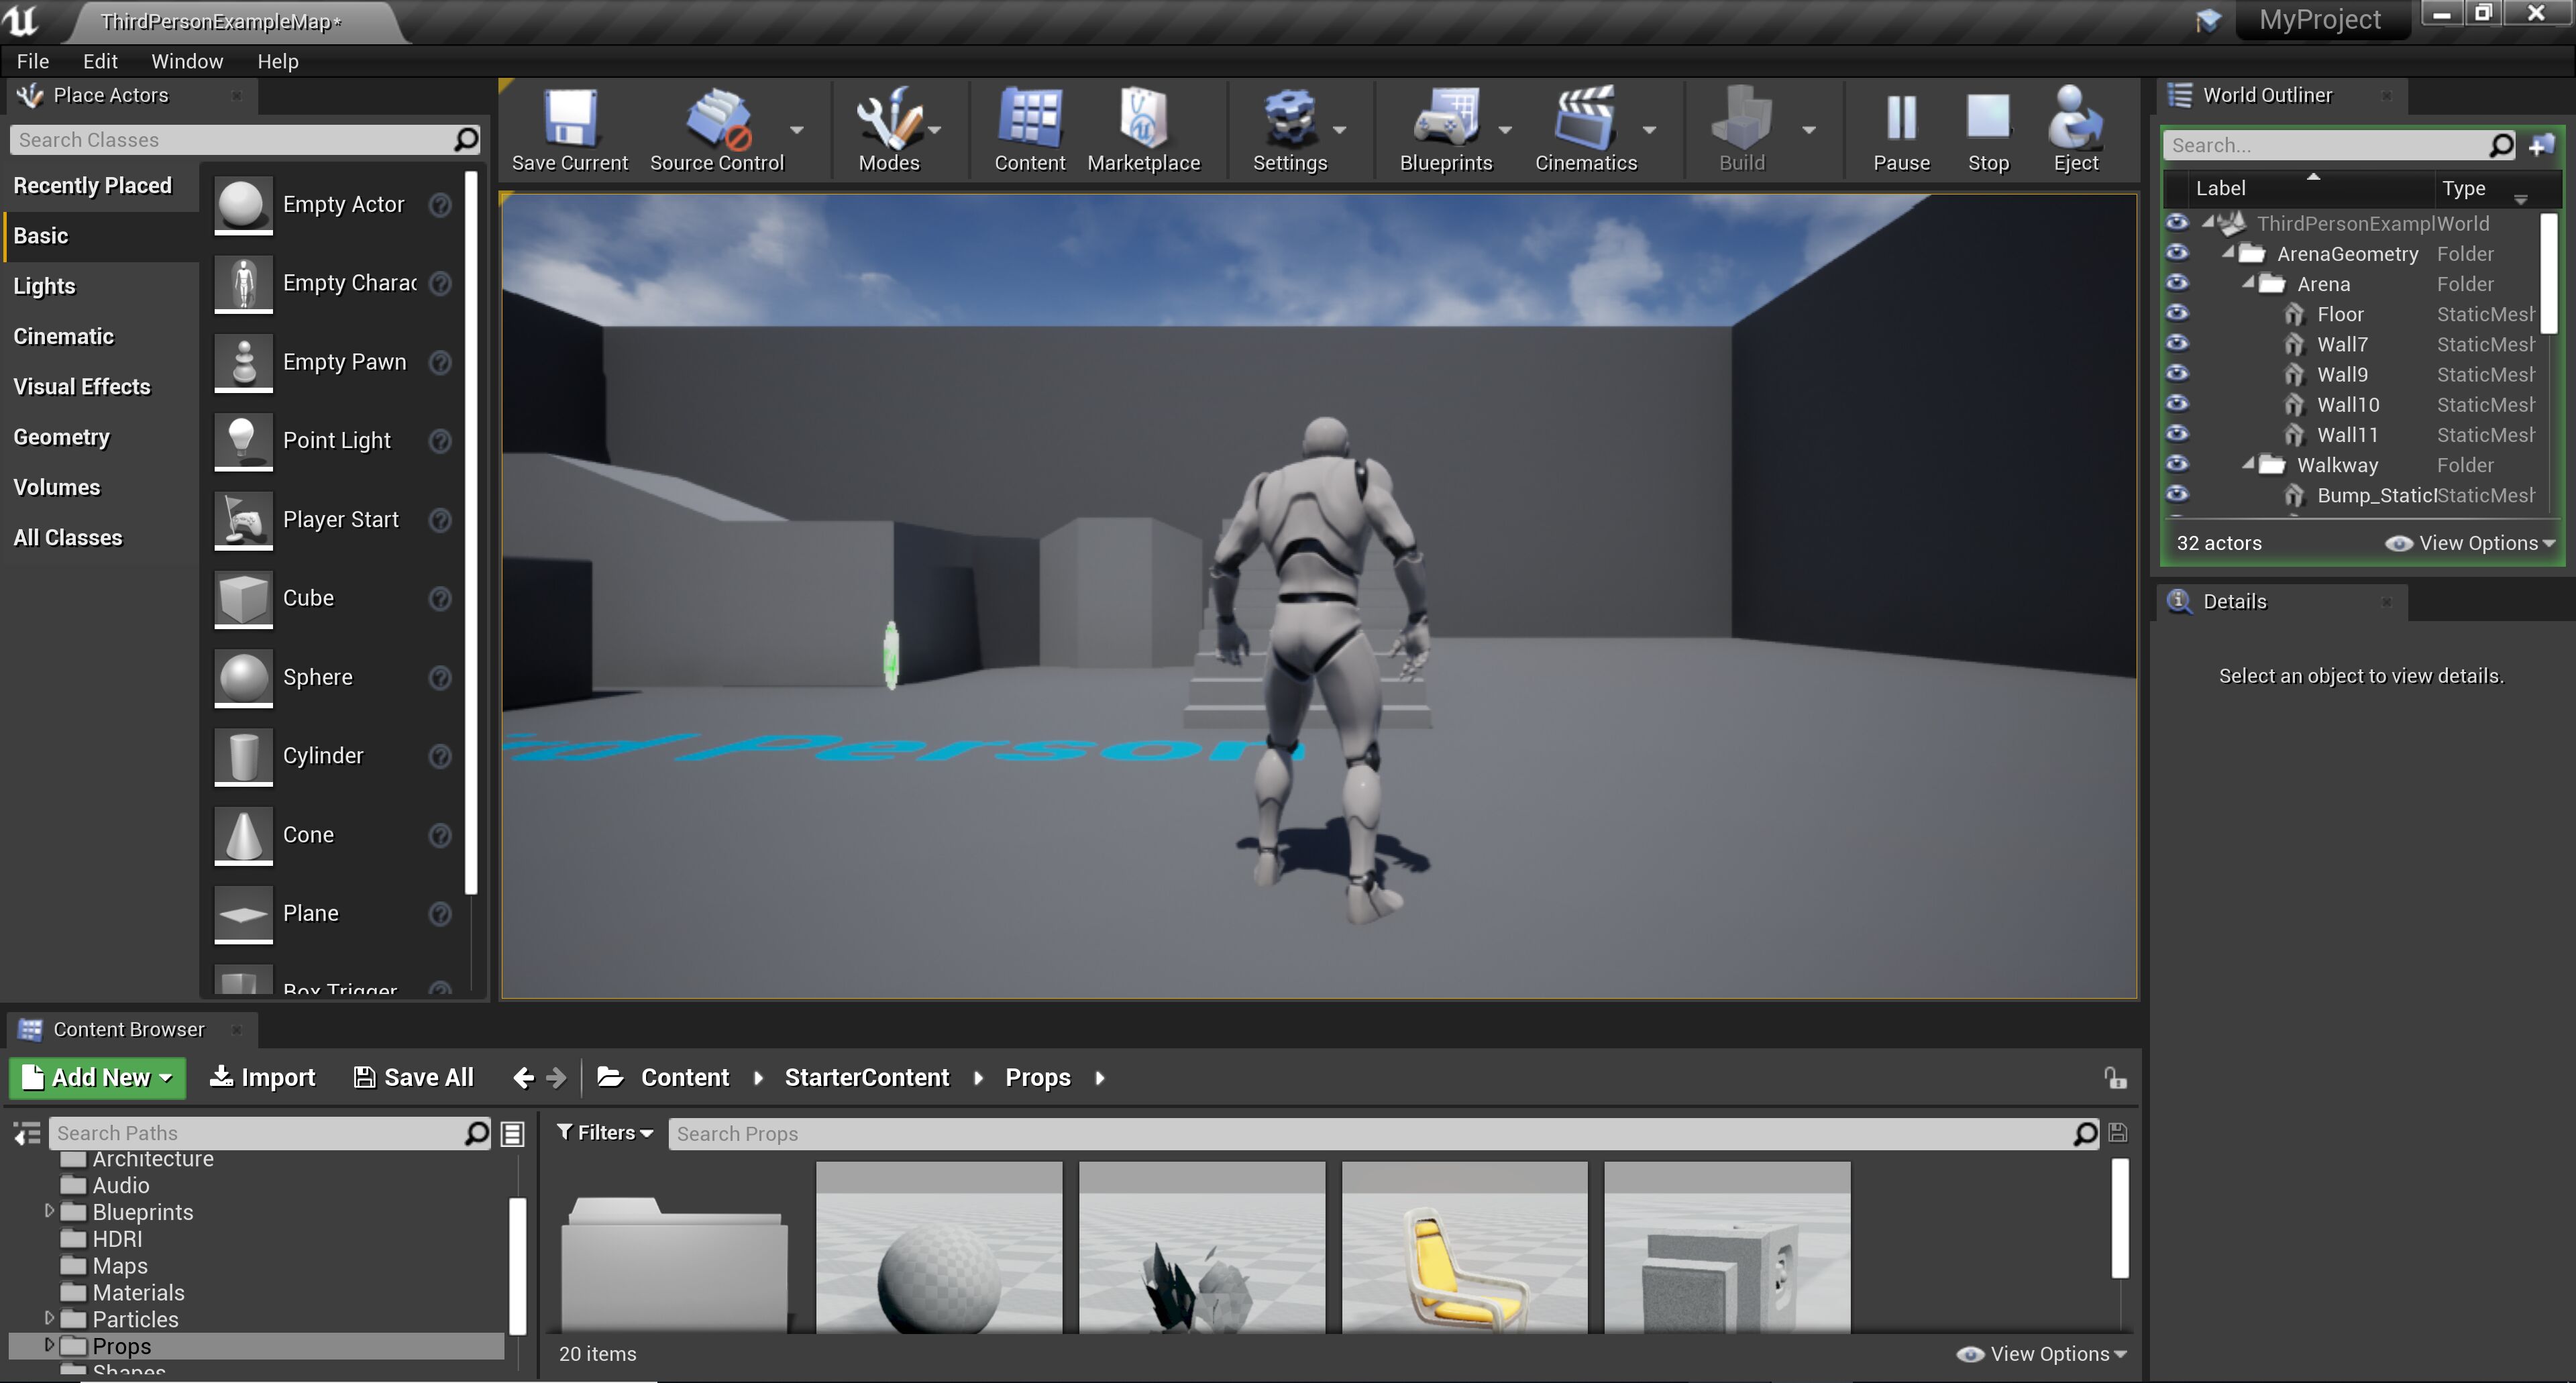 ThirdPersonExampleMap*
MyProject
File Edit Window Help
Place Actors
Search Classes
Recently Placed
Basic
Lights
Cinematic
Visual Effects
Geometry
Volumes
All Classes
Empty Actor
Empty Charac
Empty Pawn
Point Light
Player Start
Cube
Sphere
Cylinder
Cone
Plane
Box Trigger
Save Current
Source Control
Modes
Content
Marketplace
Settings
Blueprints
Cinematics
Build
Pause
Stop
Eject
Person
World Outliner
Search...
Label Type
ThirdPersonExampl World
ArenaGeometry Folder
Arena Folder
Floor StaticMesh
Wall7 StaticMesh
Wall9 StaticMesh
Wall10 StaticMesh
Wall11 StaticMesh
Walkway Folder
Bump_Static StaticMesh
32 actors View Options
Details
Select an object to view details.
Content Browser
Add New Import Save All Content StarterContent Props
Search Paths
Architecture
Audio
Blueprints
HDRI
Maps
Materials
Particles
Props
Shapes
Filters Search Props
20 items View Options